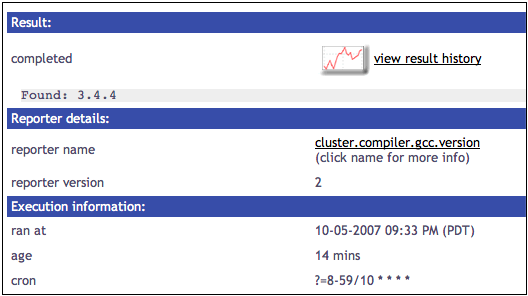 Result:
completed view result history
Found: 3.4.4
Reporter details:
reporter name cluster.compiler.gcc.version
(click name for more info)
reporter version 2
Execution information:
ran at 10-05-2007 09:33 PM (PDT)
age 14 mins
cron ?=8-59/10 * * * *